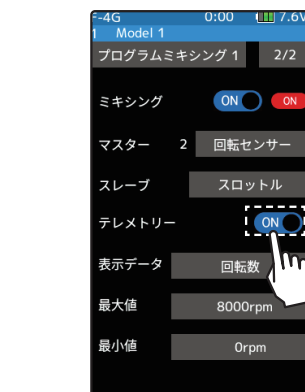 F-4G 0:00 7.6V
1 Model 1
プログラムミキシング 1 2/2
ミキシング ON ON
マスター 2 回転センサー
スレーブ スロットル
テレメトリー ON
表示データ 回転数
最大値 8000rpm
最小値 0rpm